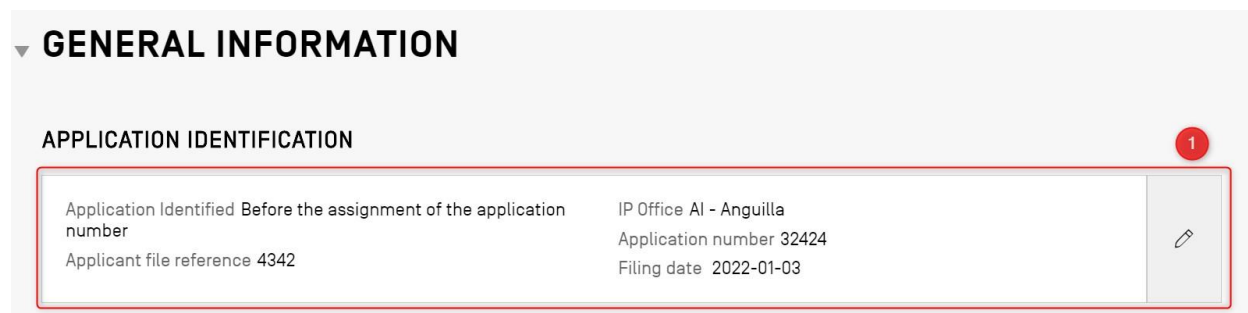 GENERAL INFORMATION
APPLICATION IDENTIFICATION
1
Application Identified Before the assignment of the application
number
Applicant file reference 4342
IP Office AI - Anguilla
Application number 32424
Filing date 2022-01-03